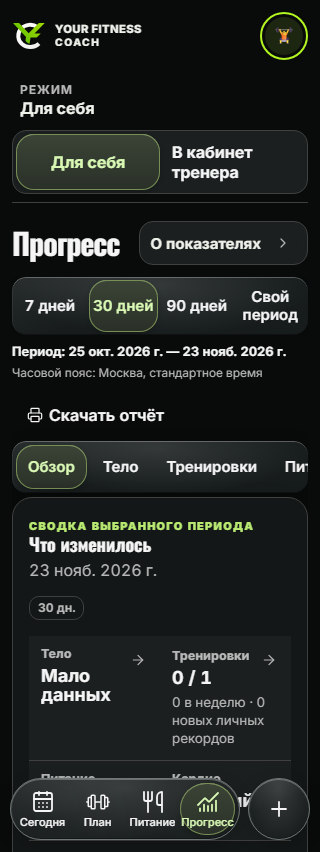 YOUR FITNESS
COACH
РЕЖИМ
Для себя
Для себя
В кабинет
тренера
Прогресс
О показателях
7 дней
30 дней
90 дней
Свой
период
Период: 25 окт. 2026 г. — 23 нояб. 2026 г.
Часовой пояс: Москва, стандартное время
Скачать отчёт
Обзор
Тело
Тренировки
СВОДКА ВЫБРАННОГО ПЕРИОДА
Что изменилось
23 нояб. 2026 г.
30 дн.
Тело
Мало
данных
Тренировки
0 / 1
0 в неделю · 0
новых личных
рекордов
Сегодня
План
Питание
Прогресс